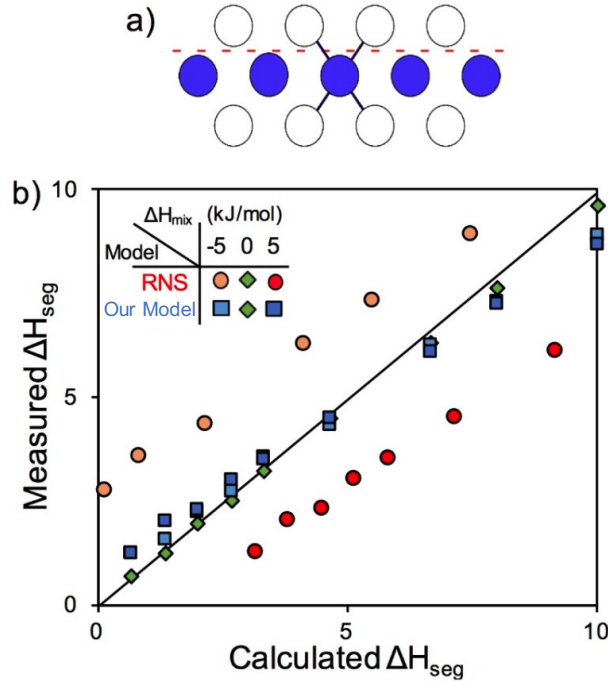 a)
b)
10
5
0
Measured ΔHseg
ΔHmix (kJ/mol)
Model -5 0 5
RNS
Our Model
0 5 10
Calculated ΔHseg